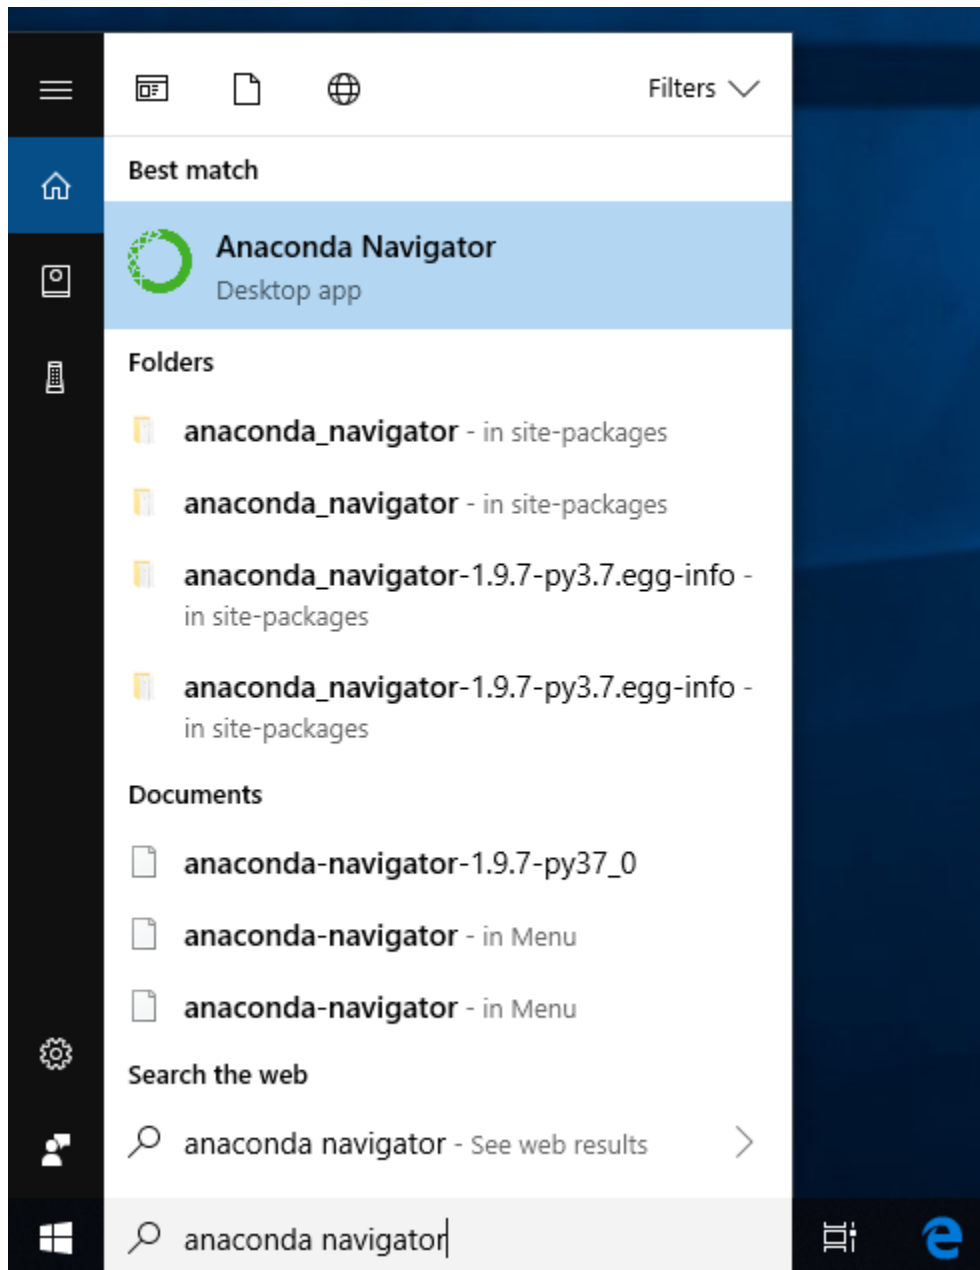 Filters
Best match
Anaconda Navigator
Desktop app
Folders
anaconda_navigator - in site-packages
anaconda_navigator - in site-packages
anaconda_navigator-1.9.7-py3.7.egg-info -
in site-packages
anaconda_navigator-1.9.7-py3.7.egg-info -
in site-packages
Documents
anaconda-navigator-1.9.7-py37_0
anaconda-navigator - in Menu
anaconda-navigator - in Menu
Search the web
anaconda navigator - See web results
anaconda navigator